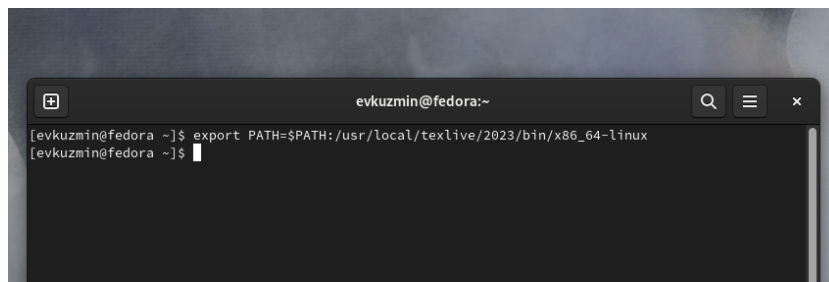 evkuzmin@fedora:~
[evkuzmin@fedora ~]$ export PATH=$PATH:/usr/local/texlive/2023/bin/x86_64-linux
[evkuzmin@fedora ~]$